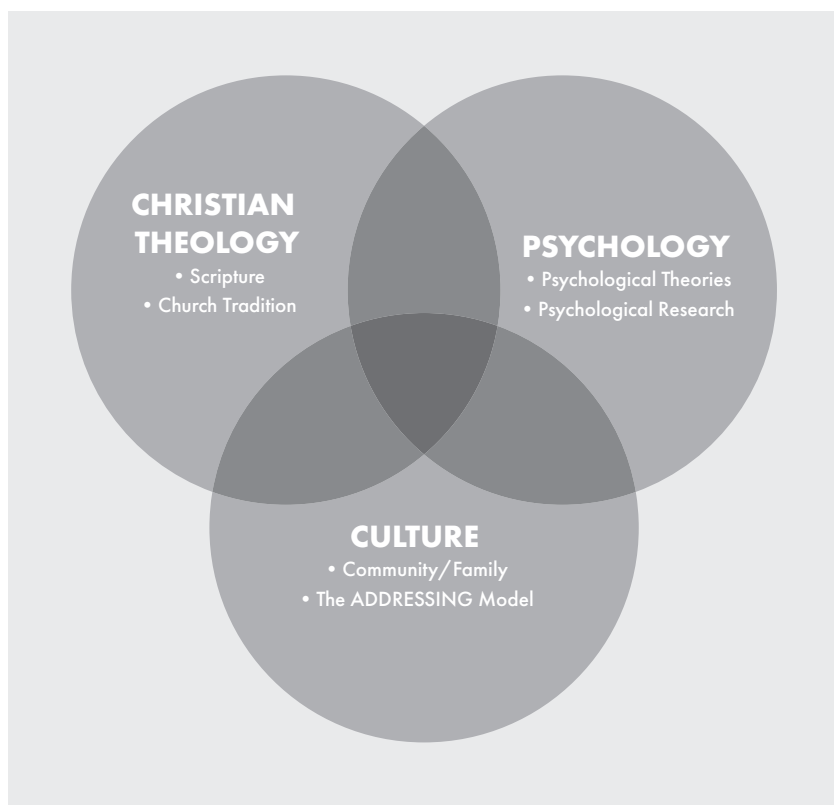 CHRISTIAN
THEOLOGY
• Scripture
• Church Tradition
PSYCHOLOGY
• Psychological Theories
• Psychological Research
CULTURE
• Community/Family
• The ADDRESSING Model